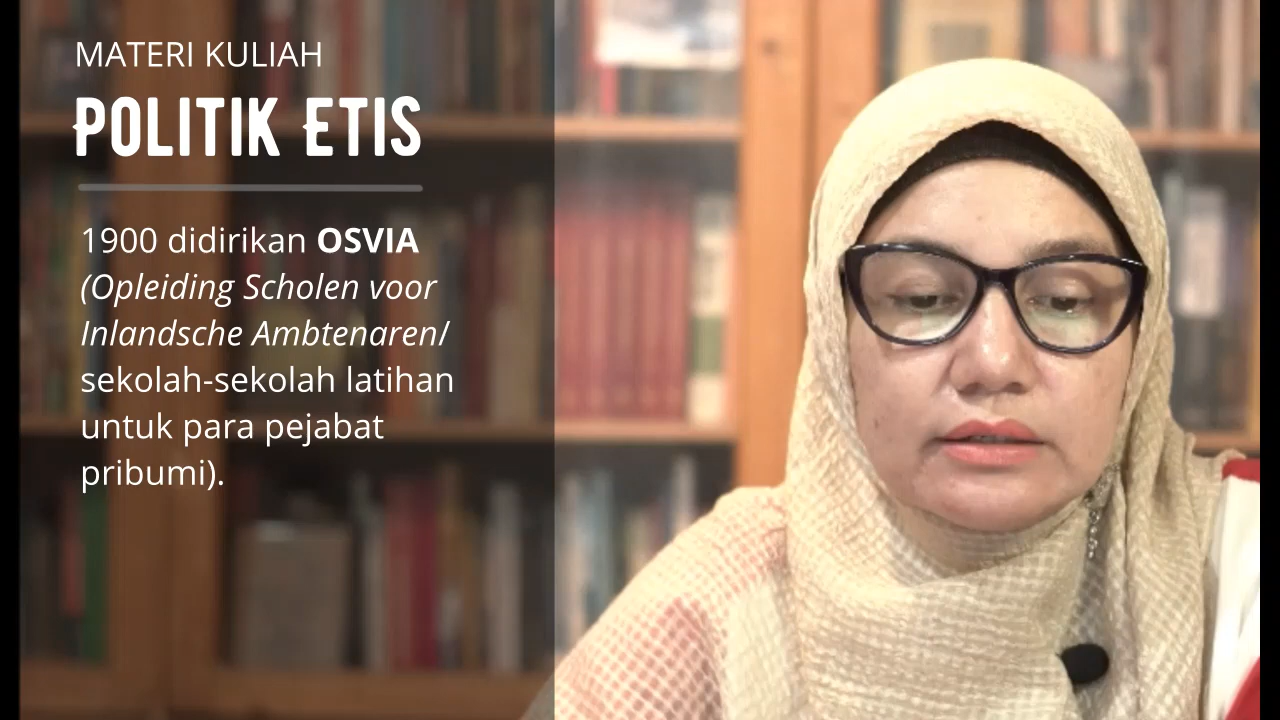 MATERI KULIAH
POLITIK ETIS
1900 didirikan OSVIA
(Opleiding Scholen voor
Inlandsche Ambtenaren/
sekolah-sekolah latihan
untuk para pejabat
pribumi).